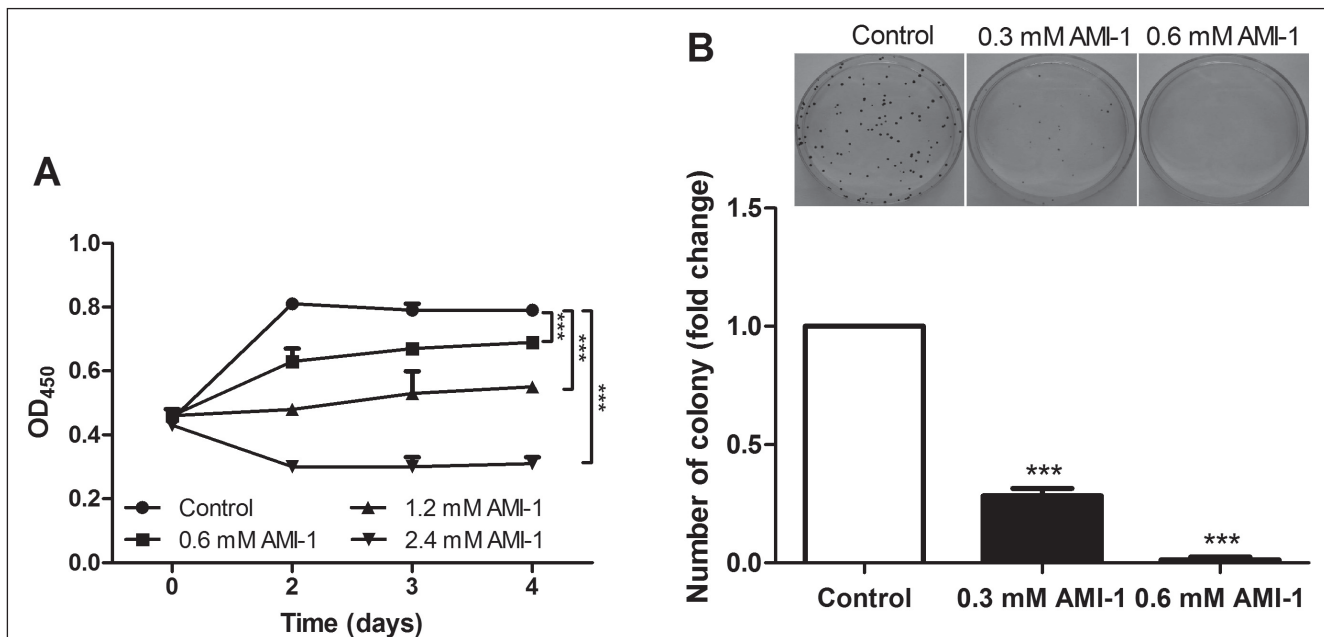 A
OD450
1.0
0.8
0.6
0.4
0.2
0.0
***
***
***
Control
0.6 mM AMI-1
1.2 mM AMI-1
2.4 mM AMI-1
0 2 3 4
Time (days)
B
Control 0.3 mM AMI-1 0.6 mM AMI-1
Number of colony (fold change)
1.5
1.0
0.5
0.0
***
***
Control 0.3 mM AMI-1 0.6 mM AMI-1